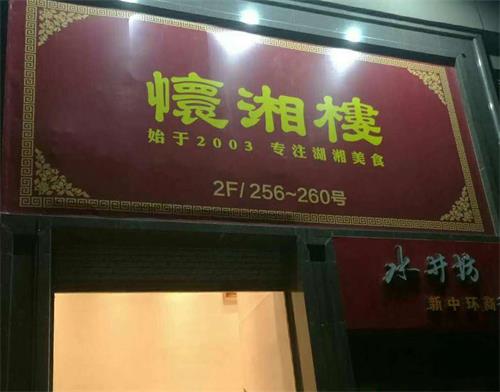 懷湘樓
始于2003 专注湖湘美食
2F/256~260号
水井坊
新中环商